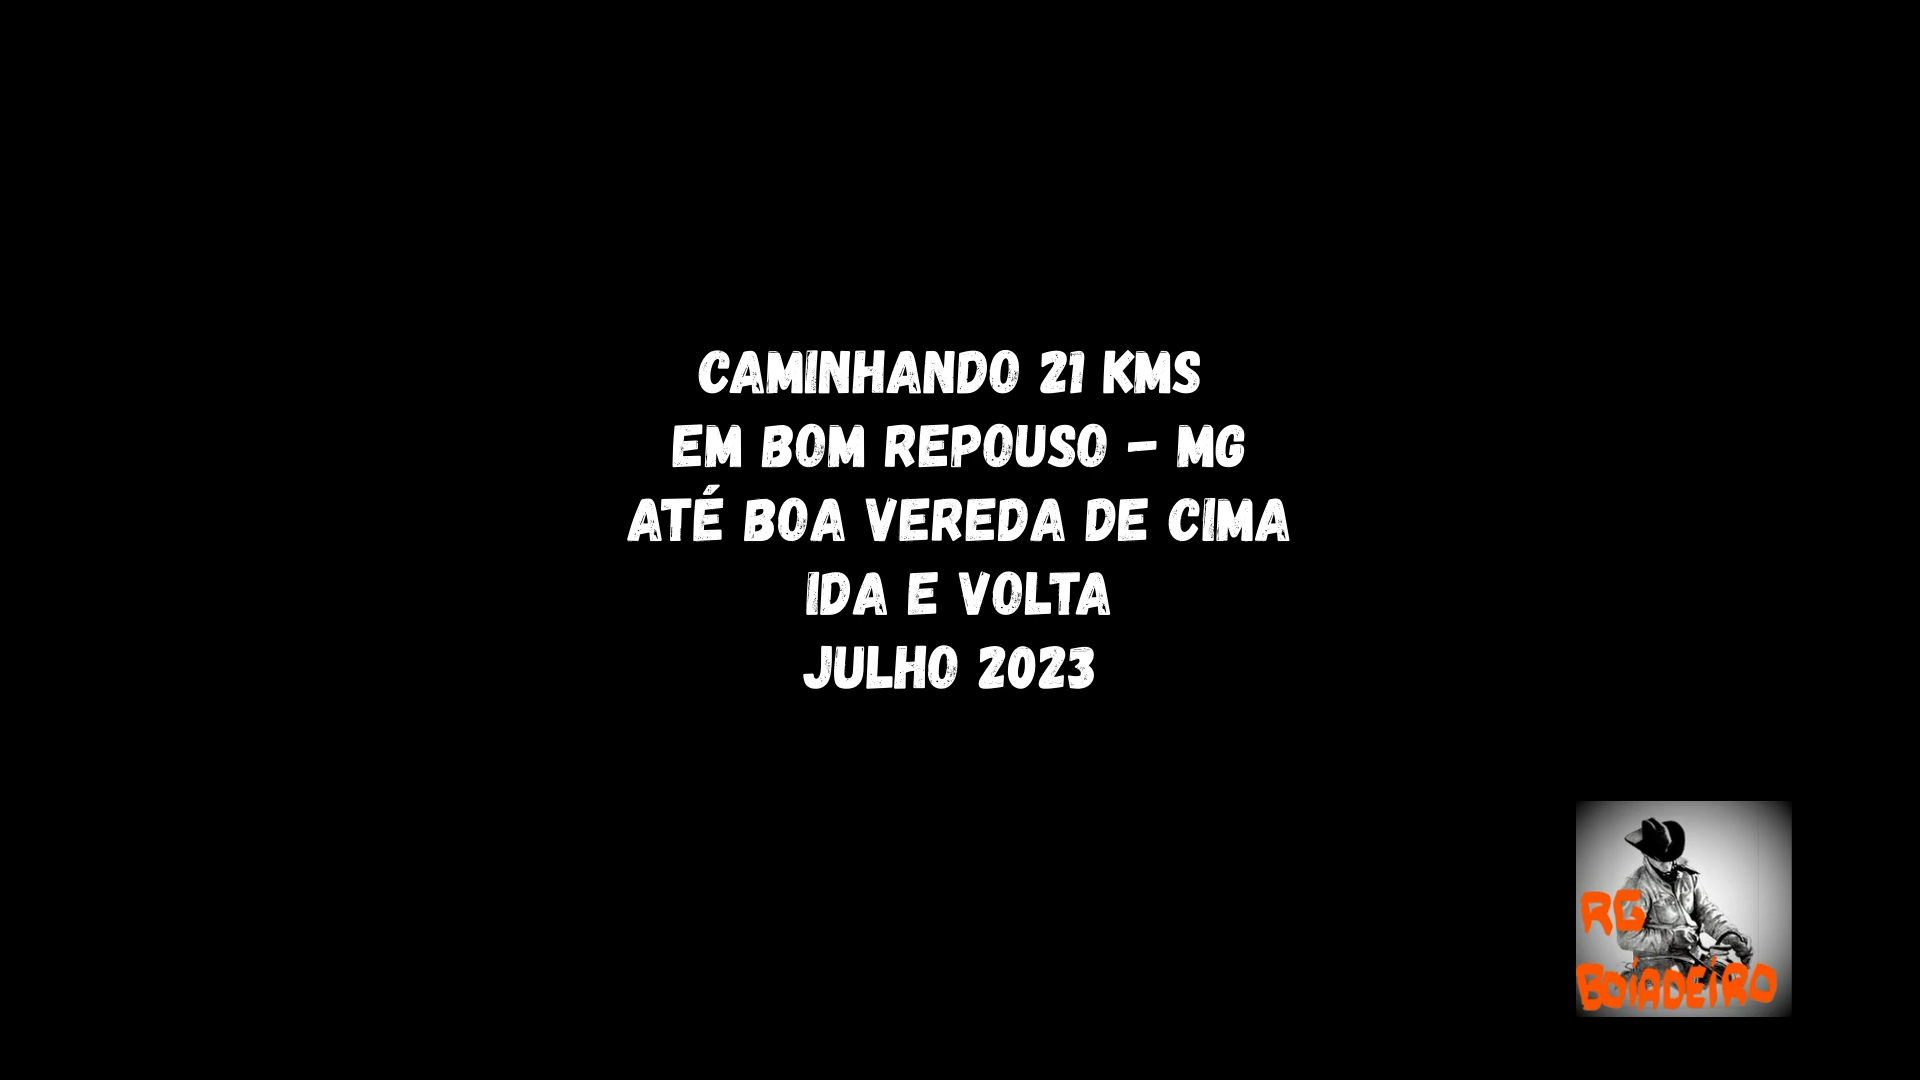 CAMINHANDO 21 KMS
EM BOM REPOUSO - MG
ATÉ BOA VEREDA DE CIMA
IDA E VOLTA
JULHO 2023
RG
BOIADEIRO